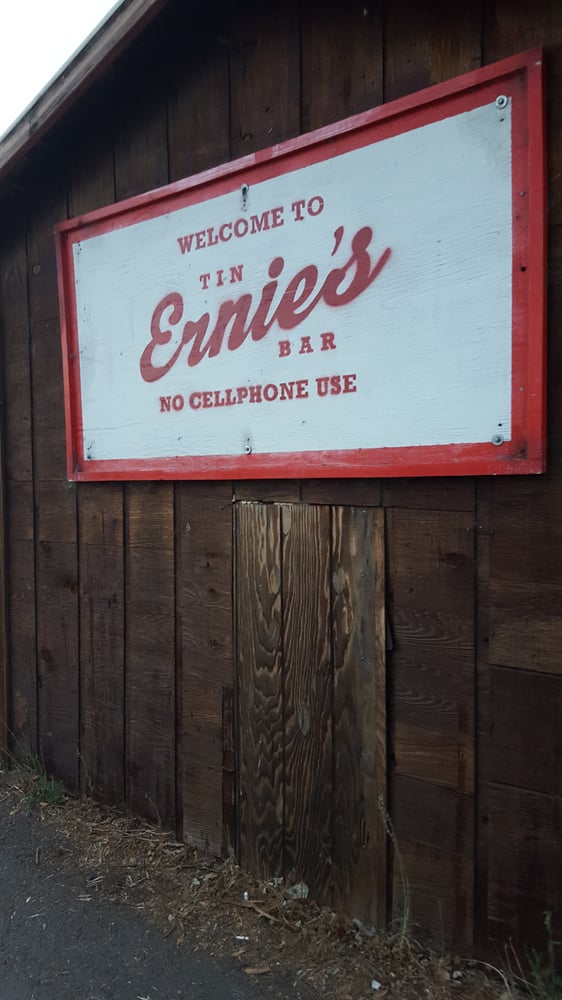 WELCOME TO
TIN
Ernie's
BAR
NO CELLPHONE USE